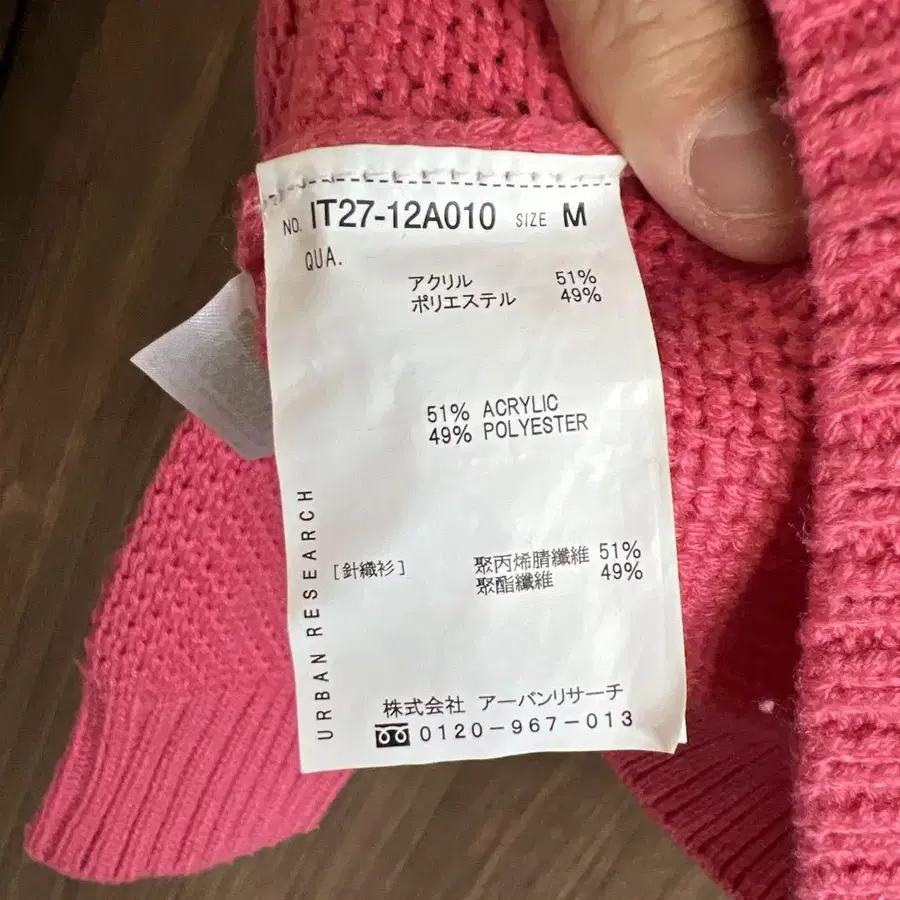 NO. IT27-12A010 SIZE M
QUA.
アクリル 51%
ポリエステル 49%
51% ACRYLIC
49% POLYESTER
URBAN RESEARCH
[針織衫] 聚丙烯腈纖維 51%
聚酯纖維 49%
株式会社 アーバンリサーチ
0120-967-013